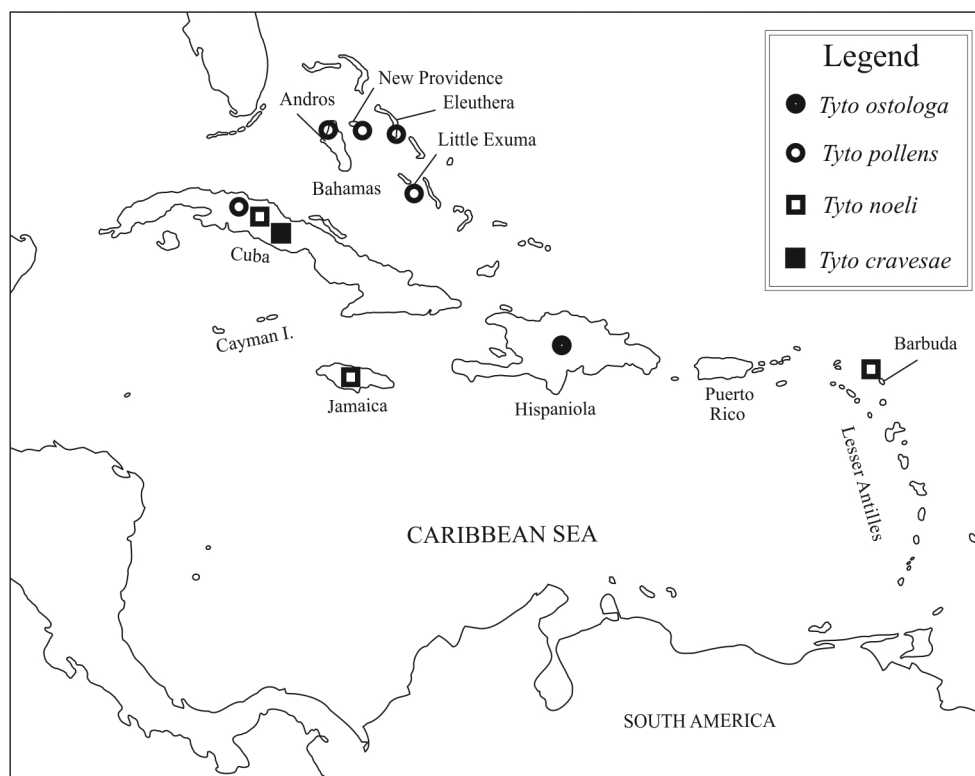 Legend
Tyto ostologa
Tyto pollens
Tyto noeli
Tyto cravesae
New Providence
Andros
Eleuthera
Little Exuma
Bahamas
Cuba
Cayman I.
Jamaica
Hispaniola
Puerto
Rico
Barbuda
Lesser Antilles
CARIBBEAN SEA
SOUTH AMERICA